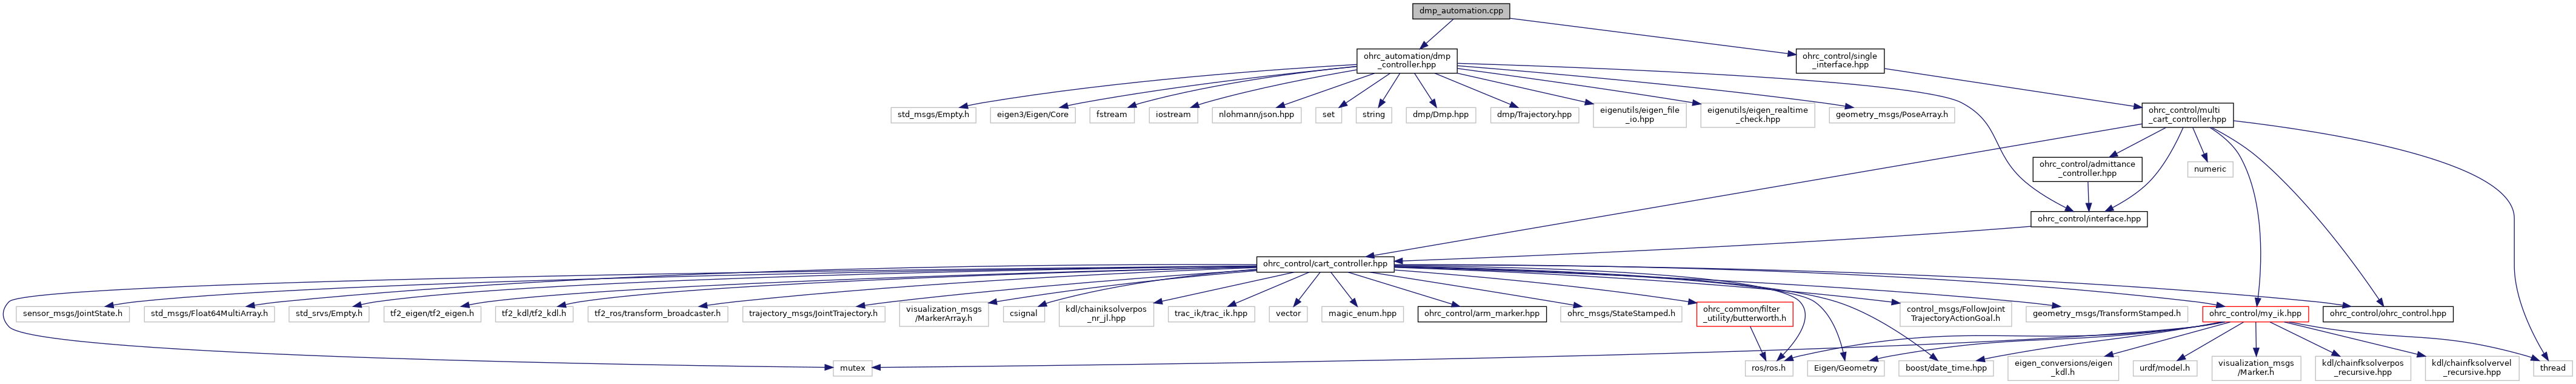 dmp_automation.cpp
ohrc_automation/dmp
_controller.hpp
ohrc_control/single
_interface.hpp
std_msgs/Empty.h
eigen3/Eigen/Core
fstream
iostream
nlohmann/json.hpp
set
string
dmp/Dmp.hpp
dmp/Trajectory.hpp
eigenutils/eigen_file
_io.hpp
eigenutils/eigen_realtime
_check.hpp
geometry_msgs/PoseArray.h
ohrc_control/multi
_cart_controller.hpp
ohrc_control/admittance
_controller.hpp
numeric
ohrc_control/interface.hpp
ohrc_control/cart_controller.hpp
sensor_msgs/JointState.h
std_msgs/Float64MultiArray.h
std_srvs/Empty.h
tf2_eigen/tf2_eigen.h
tf2_kdl/tf2_kdl.h
tf2_ros/transform_broadcaster.h
trajectory_msgs/JointTrajectory.h
visualization_msgs
/MarkerArray.h
csignal
kdl/chainiksolverpos
_nr_jl.hpp
trac_ik/trac_ik.hpp
vector
magic_enum.hpp
ohrc_control/arm_marker.hpp
ohrc_msgs/StateStamped.h
ohrc_common/filter
_utility/butterworth.h
control_msgs/FollowJoint
TrajectoryActionGoal.h
geometry_msgs/TransformStamped.h
ohrc_control/my_ik.hpp
ohrc_control/ohrc_control.hpp
mutex
ros/ros.h
Eigen/Geometry
boost/date_time.hpp
eigen_conversions/eigen
_kdl.h
urdf/model.h
visualization_msgs
/Marker.h
kdl/chainfksolverpos
_recursive.hpp
kdl/chainfksolvervel
_recursive.hpp
thread